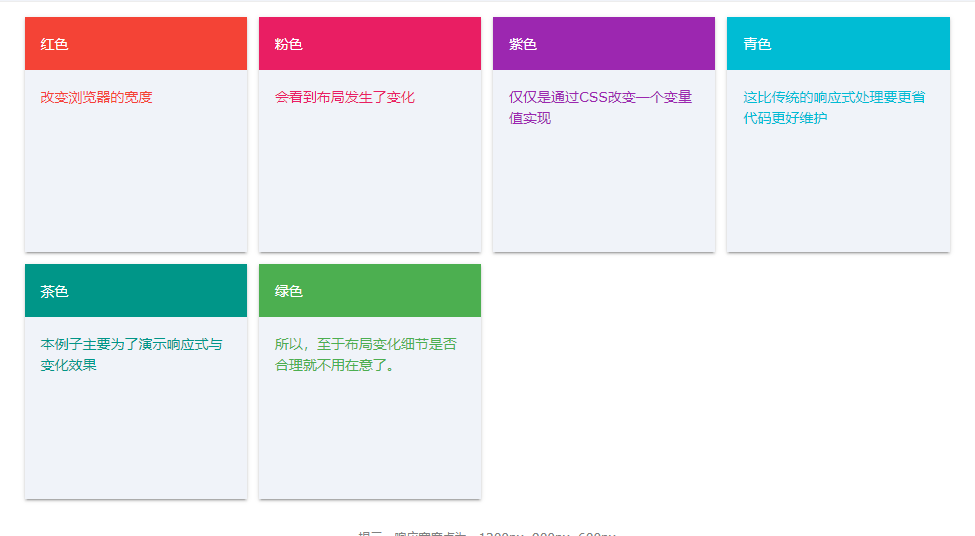 红色
改变浏览器的宽度
粉色
会看到布局发生了变化
紫色
仅仅是通过CSS改变一个变量
值实现
青色
这比传统的响应式处理要更省
代码更好维护
茶色
本例子主要为了演示响应式与
变化效果
绿色
所以，至于布局变化细节是否
合理就不用在意了。